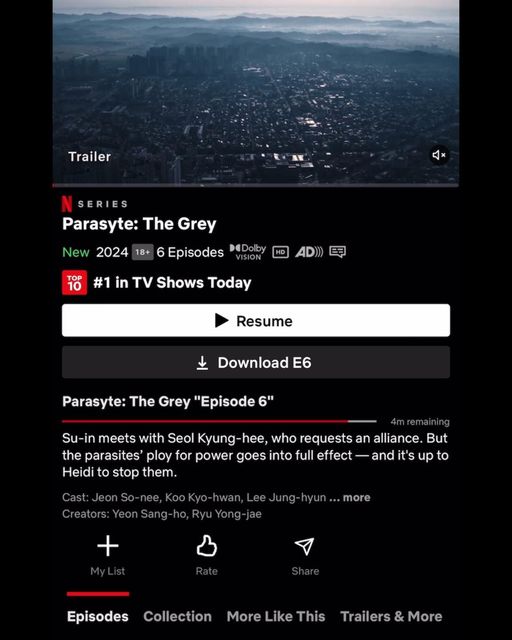 Trailer
N SERIES
Parasyte: The Grey
New 2024 18+ 6 Episodes Dolby VISION HD AD)))
TOP 10 #1 in TV Shows Today
Resume
Download E6
Parasyte: The Grey "Episode 6"
4m remaining
Su-in meets with Seol Kyung-hee, who requests an alliance. But
the parasites' ploy for power goes into full effect — and it's up to
Heidi to stop them.
Cast: Jeon So-nee, Koo Kyo-hwan, Lee Jung-hyun ... more
Creators: Yeon Sang-ho, Ryu Yong-jae
My List Rate Share
Episodes Collection More Like This Trailers & More